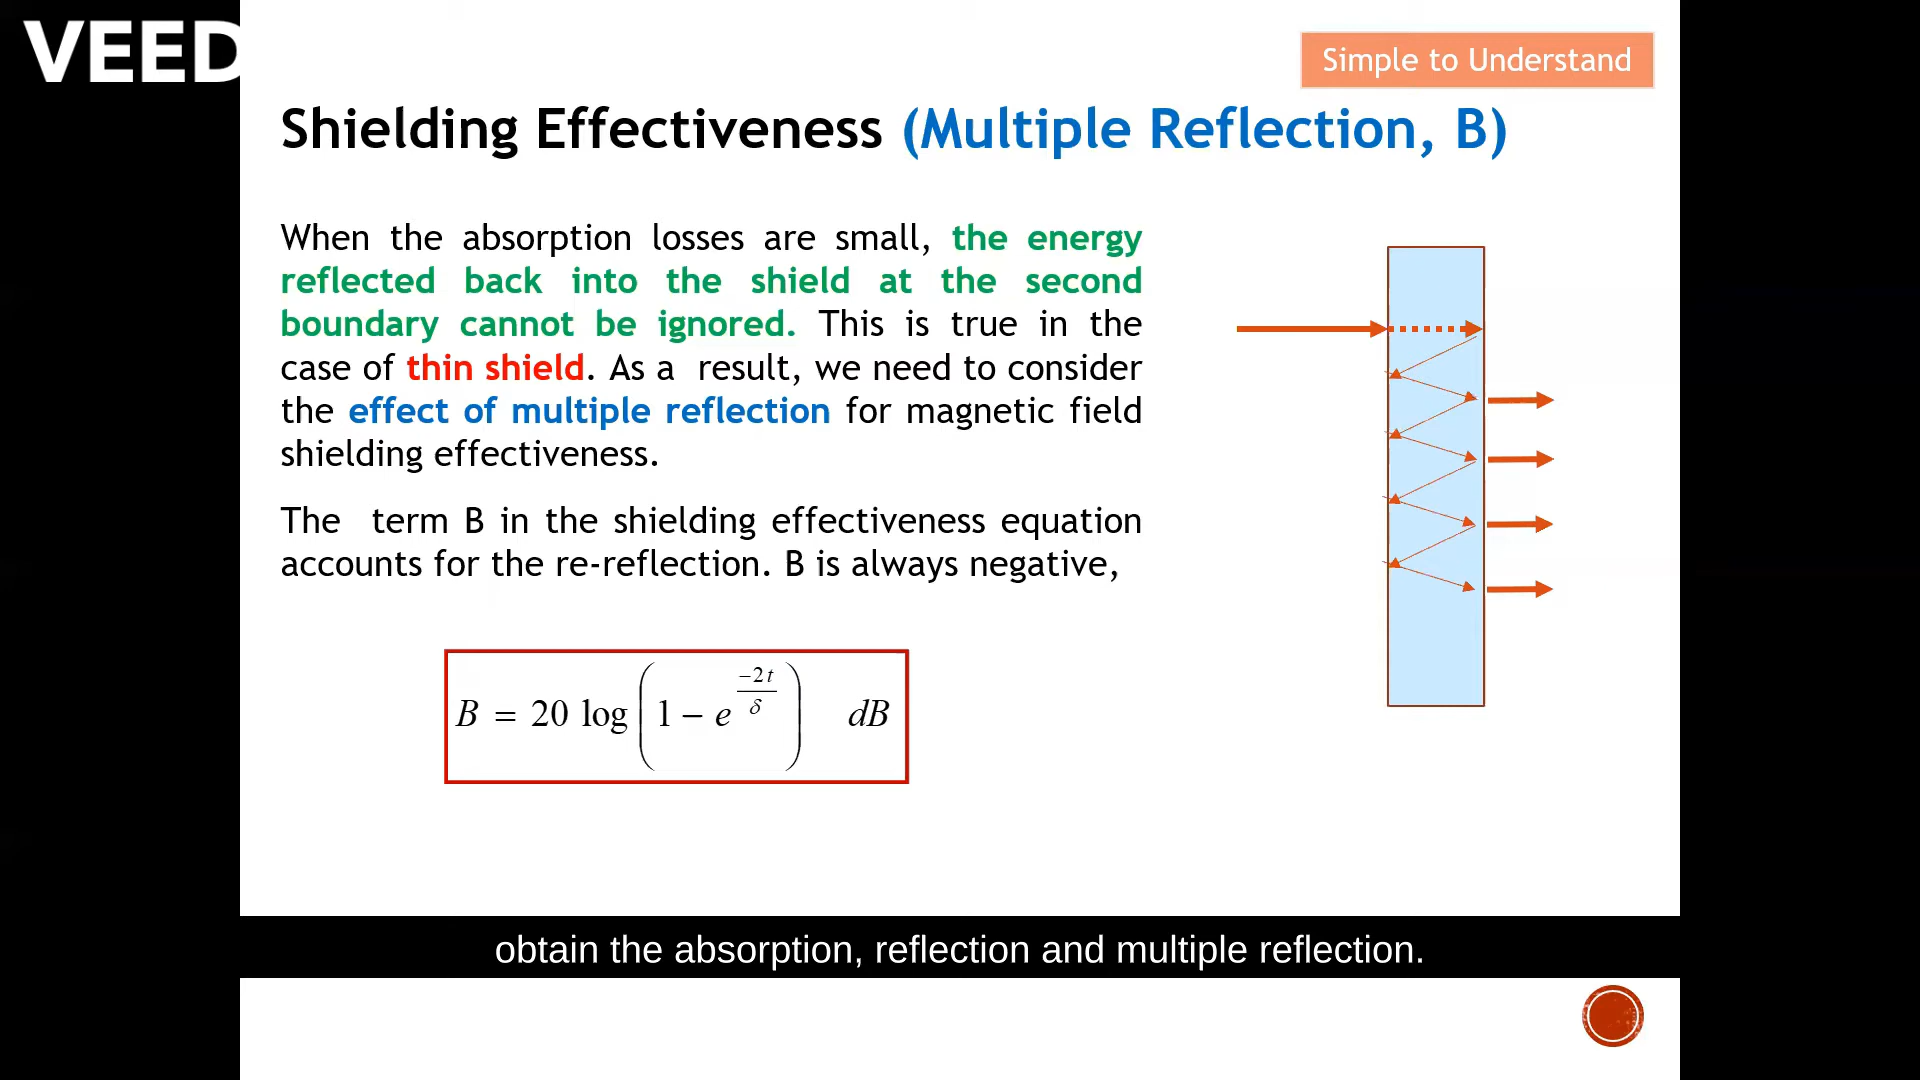 VEED
Simple to Understand
Shielding Effectiveness (Multiple Reflection, B)
When the absorption losses are small, the energy
reflected back into the shield at the second
boundary cannot be ignored. This is true in the
case of thin shield. As a result, we need to consider
the effect of multiple reflection for magnetic field
shielding effectiveness.
The term B in the shielding effectiveness equation
accounts for the re-reflection. B is always negative,
B = 20 log ( 1 − e^(−2t/δ) ) dB
obtain the absorption, reflection and multiple reflection.